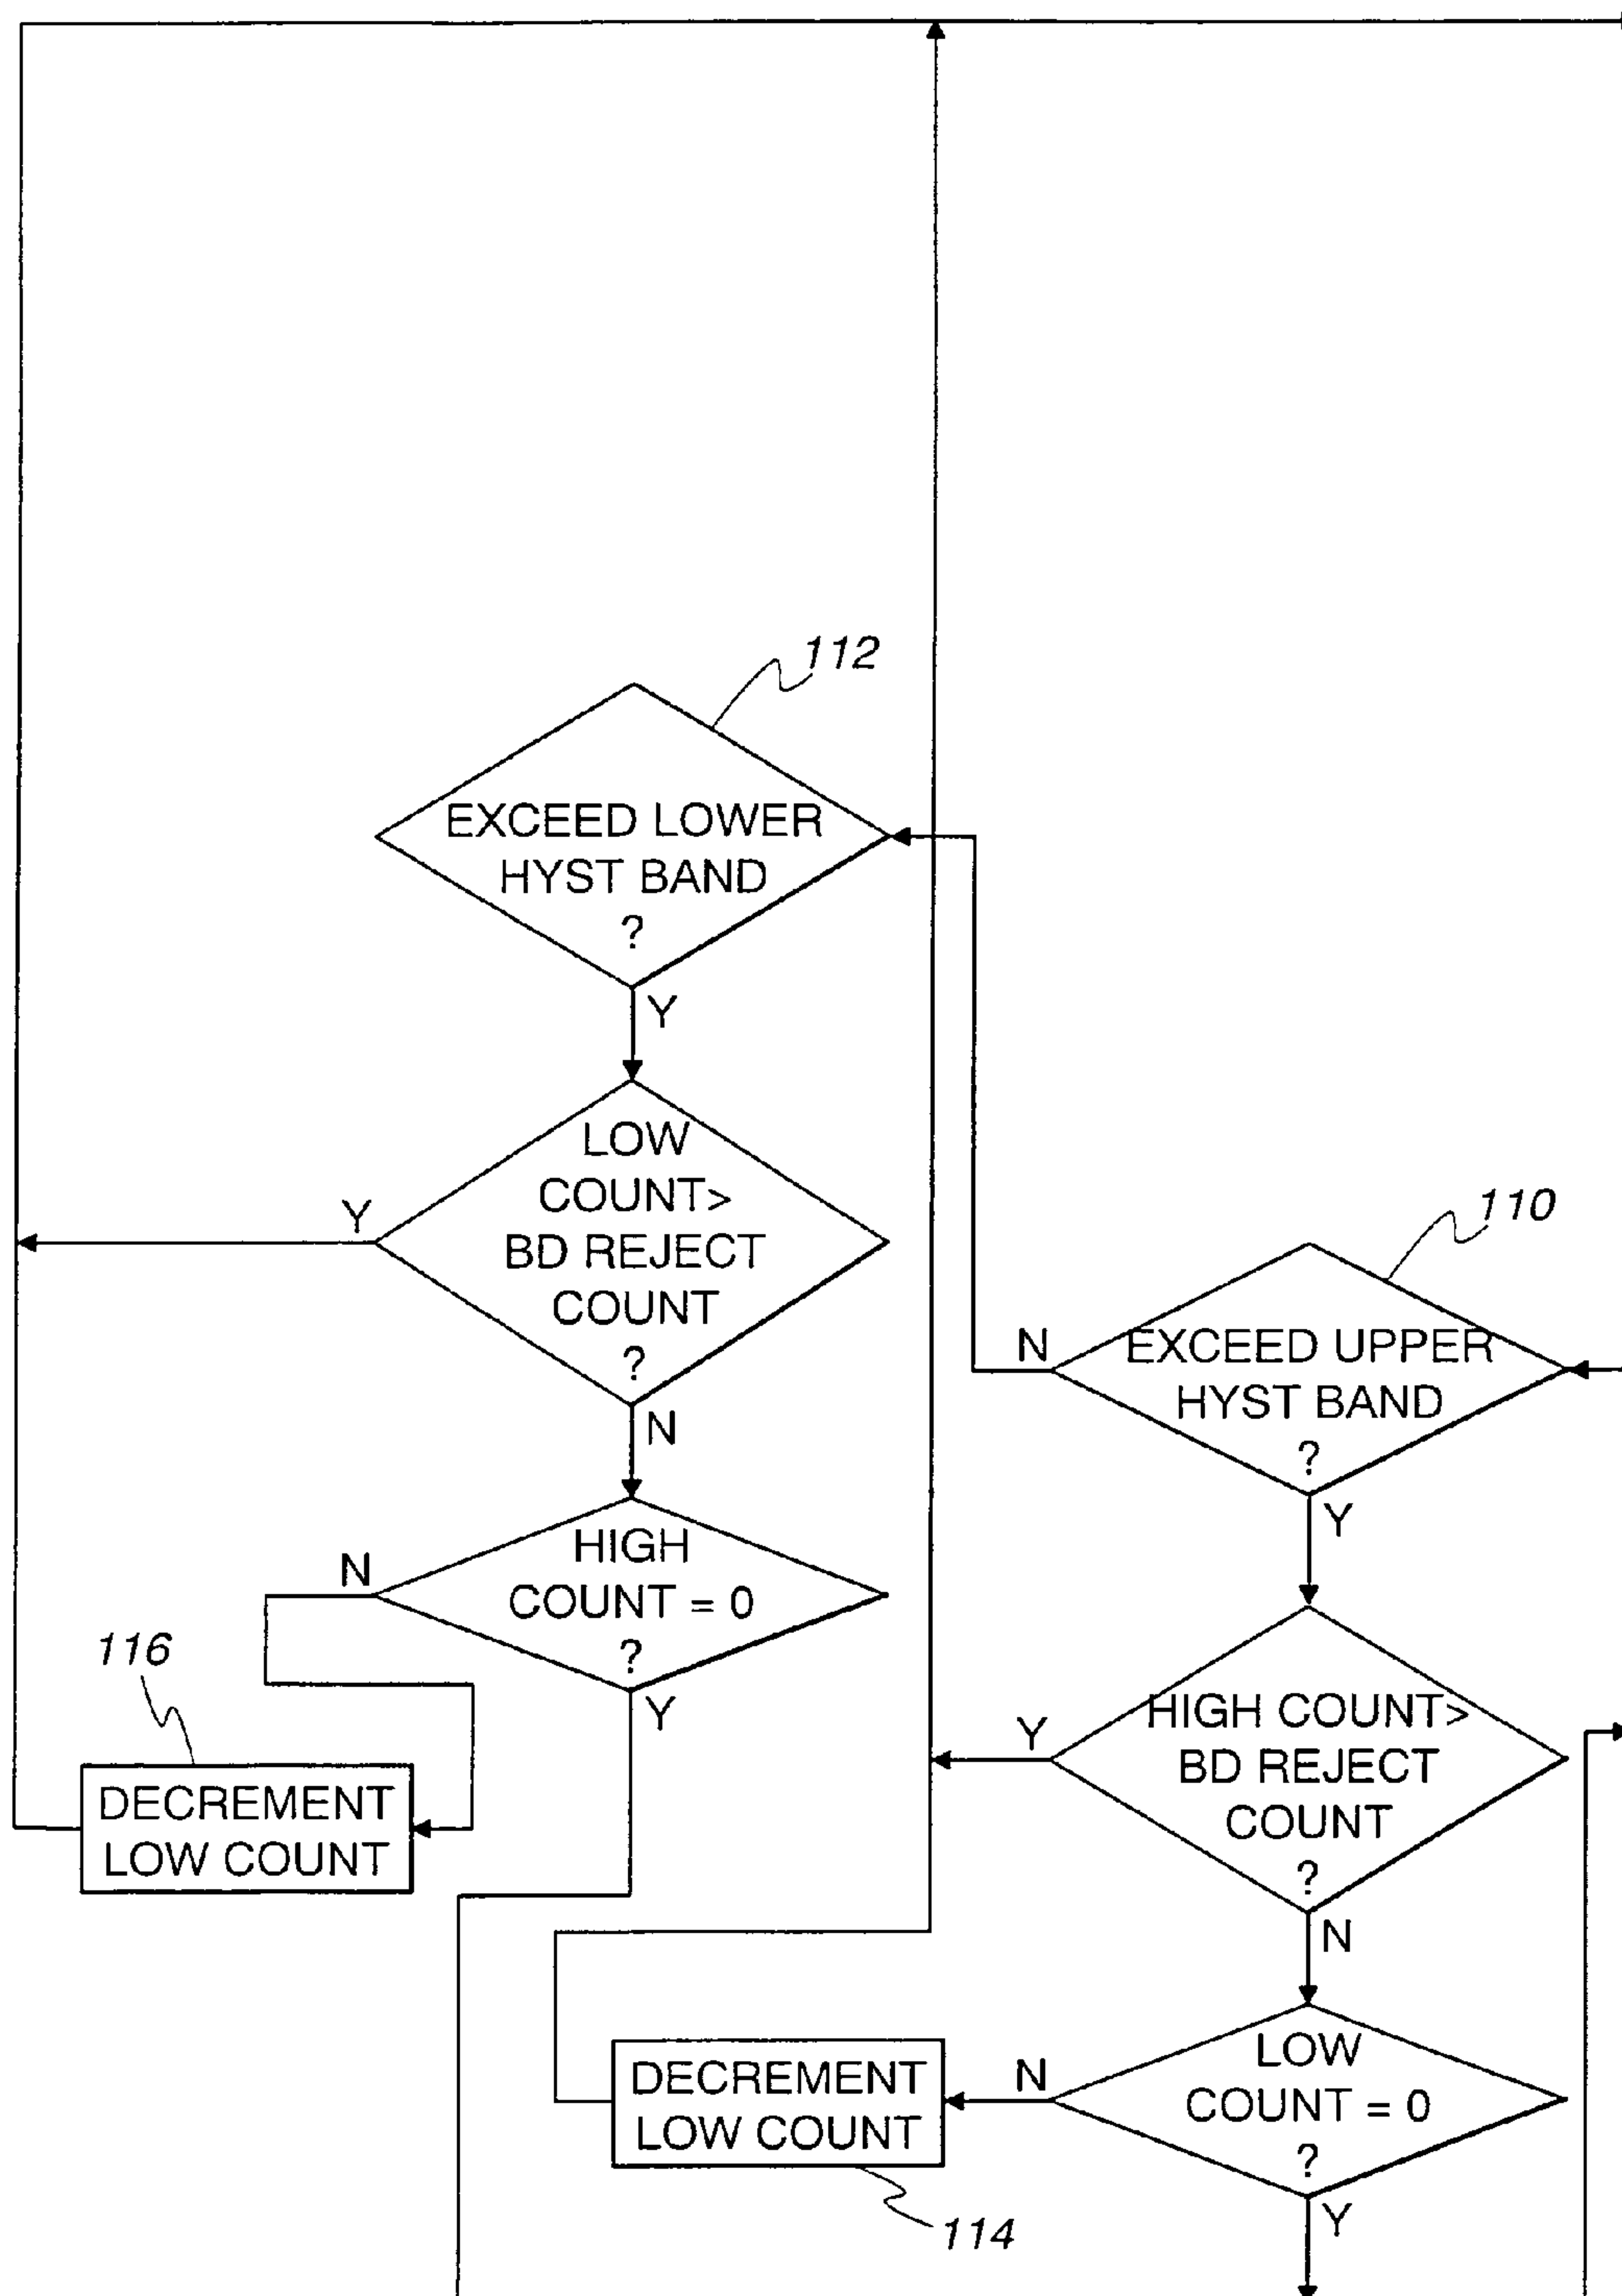 112
EXCEED LOWER
HYST BAND
?
Y
LOW
COUNT>
BD REJECT
COUNT
?
Y
N
HIGH
COUNT = 0
?
N
Y
116
DECREMENT
LOW COUNT
110
EXCEED UPPER
HYST BAND
?
N
Y
HIGH COUNT>
BD REJECT
COUNT
?
Y
N
LOW
COUNT = 0
?
N
Y
DECREMENT
LOW COUNT
114